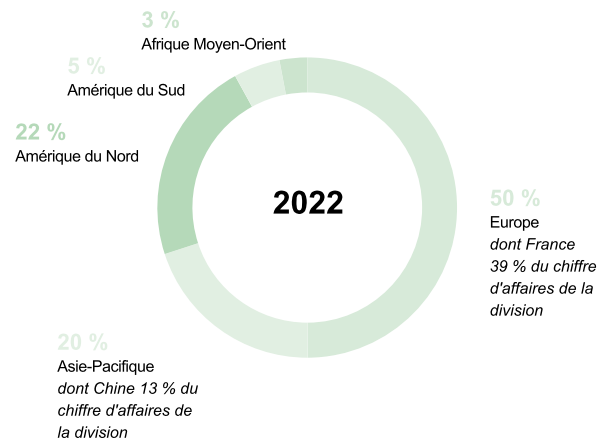 3 %
Afrique Moyen-Orient
5 %
Amérique du Sud
22 %
Amérique du Nord
2022
50 %
Europe
dont France
39 % du chiffre
d'affaires de la
division
20 %
Asie-Pacifique
dont Chine 13 % du
chiffre d'affaires de
la division